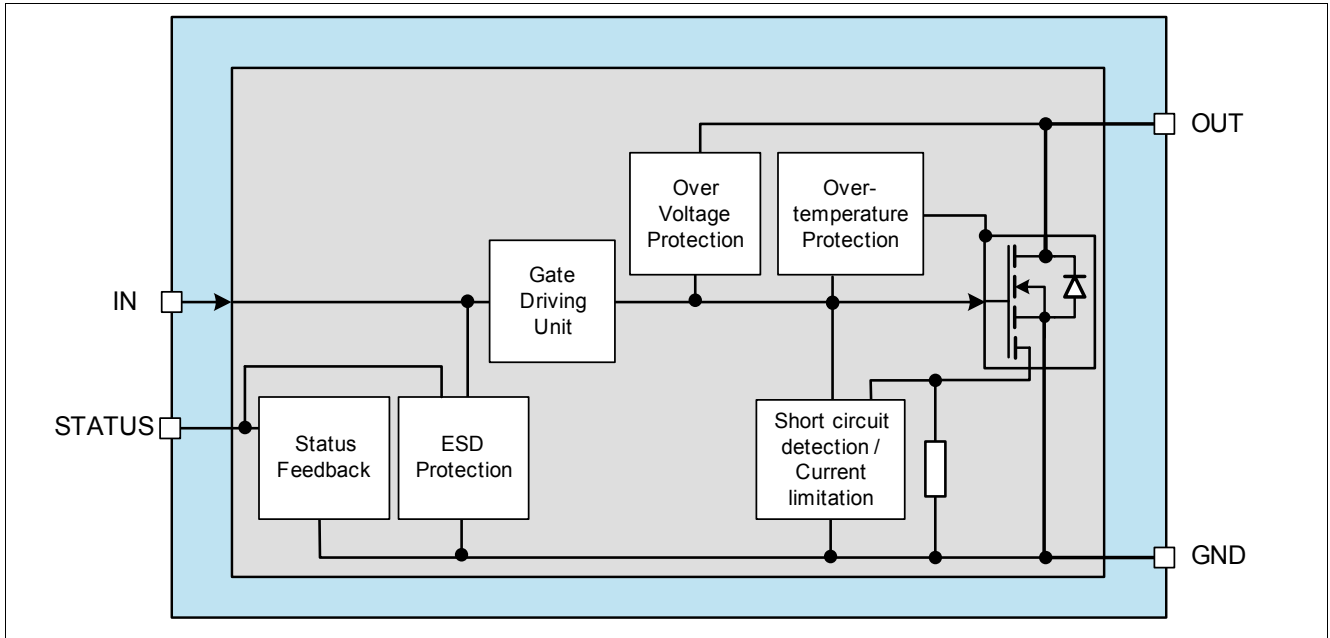 OUT
Over
Voltage
Protection
Over-
temperature
Protection
Gate
Driving
Unit
IN
STATUS
Status
Feedback
ESD
Protection
Short circuit
detection /
Current
limitation
GND